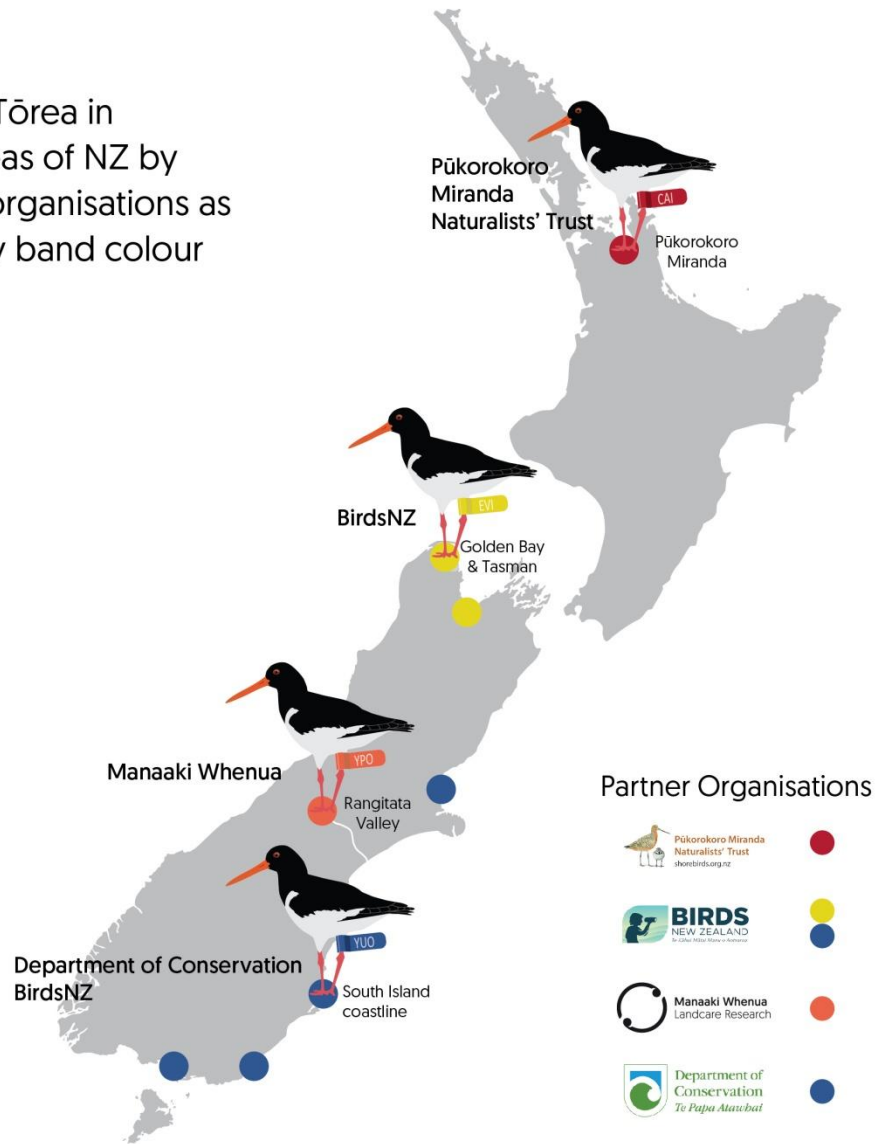 Tōrea in
as of NZ by
organisations as
band colour
Pūkorokoro
Miranda
Naturalists' Trust
CAI
Pūkorokoro
Miranda
BirdsNZ
EVI
Golden Bay
& Tasman
Manaaki Whenua
YPO
Rangitata
Valley
Department of Conservation
BirdsNZ
YUO
South Island
coastline
Partner Organisations
Pūkorokoro Miranda
Naturalists' Trust
shorebirds.org.nz
BIRDS
NEW ZEALAND
Manaaki Whenua
Landcare Research
Department of
Conservation
Te Papa Atawhai